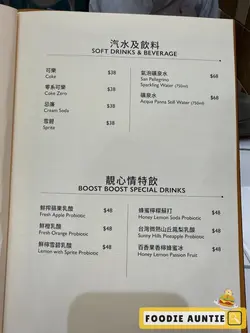 汽水及飲料
SOFT DRINKS & BEVERAGE
可樂 $38
Coke
零系可樂 $38
Coke Zero
忌廉 $38
Cream Soda
雪碧 $38
Sprite
氣泡礦泉水 $68
San Pellegrino
Sparkling Water (750ml)
礦泉水 $68
Acqua Panna Still Water (750ml)
靚心情特飲
BOOST BOOST SPECIAL DRINKS
鮮榨蘋果乳酸 $48
Fresh Apple Probiotic
鮮橙乳酸 $48
Fresh Orange Probiotic
鮮檸雪碧乳酸 $48
Lemon with Sprite Probiotic
蜂蜜檸檬蘇打 $48
Honey Lemon Soda Probiotic
台灣微熱山丘鳳梨乳酸 $48
Sunny Hills Pineapple Probiotic
百香果香檸蜂蜜冰 $48
Honey Lemon Passion Fruit
FOODIE AUNTIE